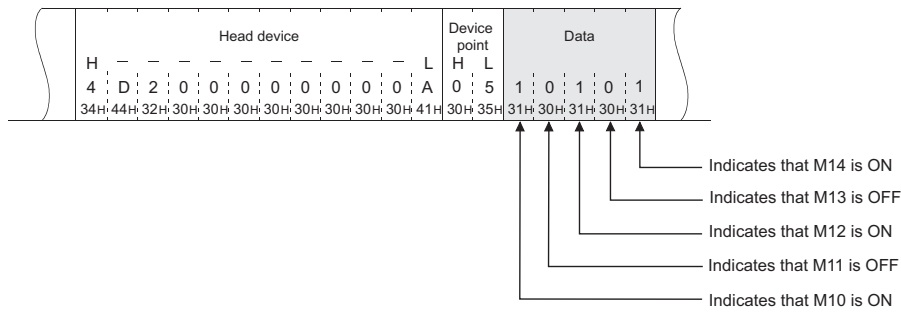 Head device
Device point
Data
H – – – – – – – – L H L
4 D 2 0 0 0 0 0 0 A 0 5 1 0 1 0 1
34H 44H 32H 30H 30H 30H 30H 30H 30H 41H 30H 35H 31H 30H 31H 30H 31H
Indicates that M14 is ON
Indicates that M13 is OFF
Indicates that M12 is ON
Indicates that M11 is OFF
Indicates that M10 is ON